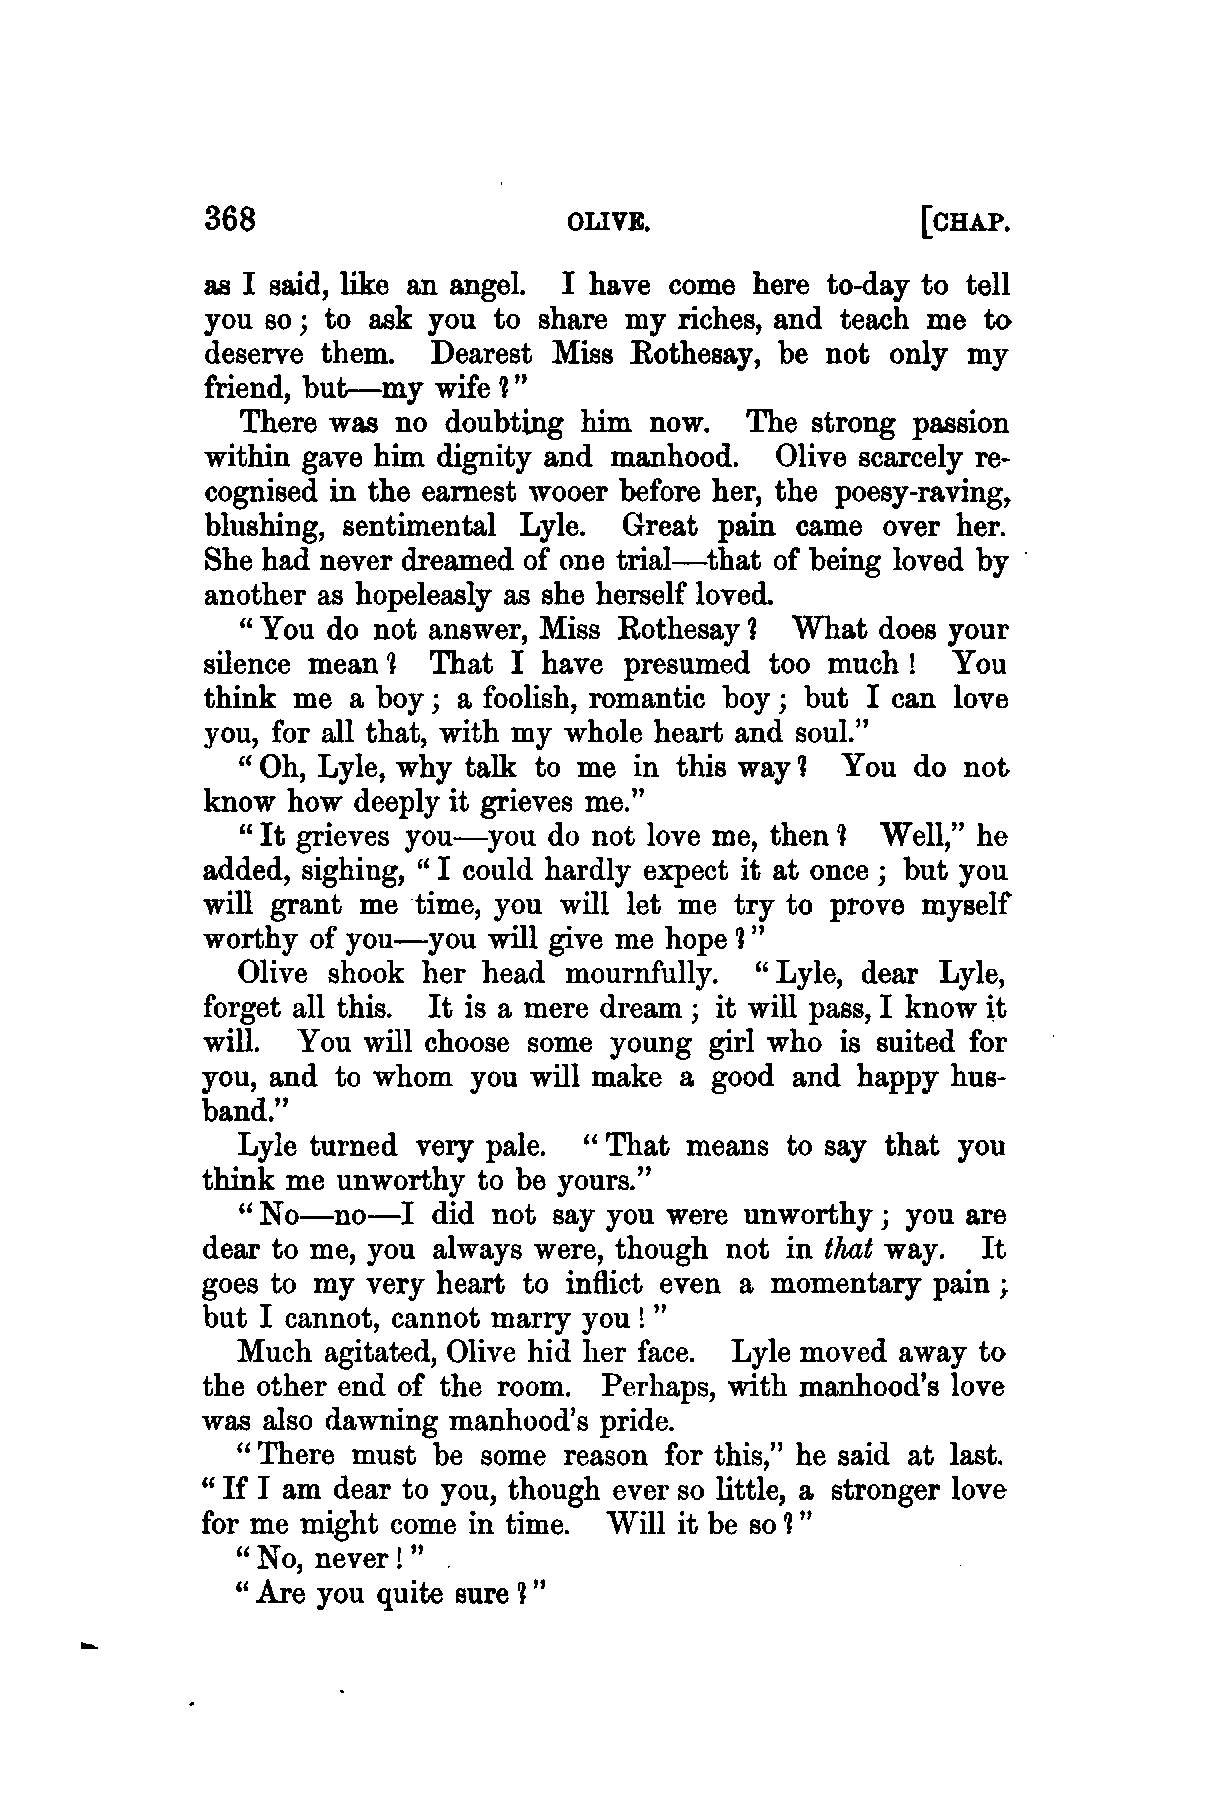 368 OLIVE. [CHAP.
as I said, like an angel. I have come here to-day to tell
you so; to ask you to share my riches, and teach me to
deserve them. Dearest Miss Rothesay, be not only my
friend, but—my wife?"
There was no doubting him now. The strong passion
within gave him dignity and manhood. Olive scarcely re-
cognised in the earnest wooer before her, the poesy-raving,
blushing, sentimental Lyle. Great pain came over her.
She had never dreamed of one trial—that of being loved by
another as hopeleasly as she herself loved.
"You do not answer, Miss Rothesay? What does your
silence mean? That I have presumed too much! You
think me a boy; a foolish, romantic boy; but I can love
you, for all that, with my whole heart and soul."
"Oh, Lyle, why talk to me in this way? You do not
know how deeply it grieves me."
"It grieves you—you do not love me, then? Well," he
added, sighing, "I could hardly expect it at once; but you
will grant me time, you will let me try to prove myself
worthy of you—you will give me hope?"
Olive shook her head mournfully. "Lyle, dear Lyle,
forget all this. It is a mere dream; it will pass, I know it
will. You will choose some young girl who is suited for
you, and to whom you will make a good and happy hus-
band."
Lyle turned very pale. "That means to say that you
think me unworthy to be yours."
"No—no—I did not say you were unworthy; you are
dear to me, you always were, though not in that way. It
goes to my very heart to inflict even a momentary pain;
but I cannot, cannot marry you!"
Much agitated, Olive hid her face. Lyle moved away to
the other end of the room. Perhaps, with manhood's love
was also dawning manhood's pride.
"There must be some reason for this," he said at last.
"If I am dear to you, though ever so little, a stronger love
for me might come in time. Will it be so?"
"No, never!"
"Are you quite sure?"